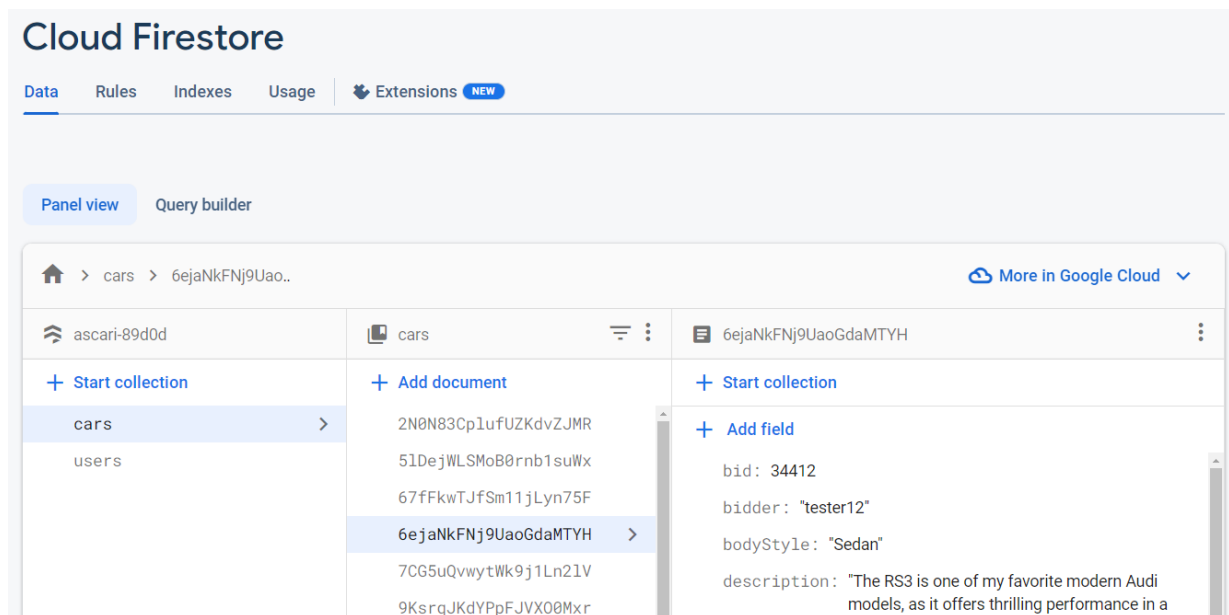 Cloud Firestore
Data Rules Indexes Usage Extensions NEW
Panel view Query builder
cars 6ejaNkFNj9Uao.. More in Google Cloud
ascari-89d0d cars 6ejaNkFNj9UaoGdaMTYH
Start collection Add document Start collection
cars 2N0N83CplufUZKdvZJMR Add field
users 5lDejWLSMoB0rnb1suWx bid: 34412
67fFkwTJfSm11jLyn75F bidder: "tester12"
6ejaNkFNj9UaoGdaMTYH bodyStyle: "Sedan"
7CG5uQvwytWk9j1Ln2lV description: "The RS3 is one of my favorite modern Audi
9KsrqJKdYPpFJVXO0Mxr models, as it offers thrilling performance in a